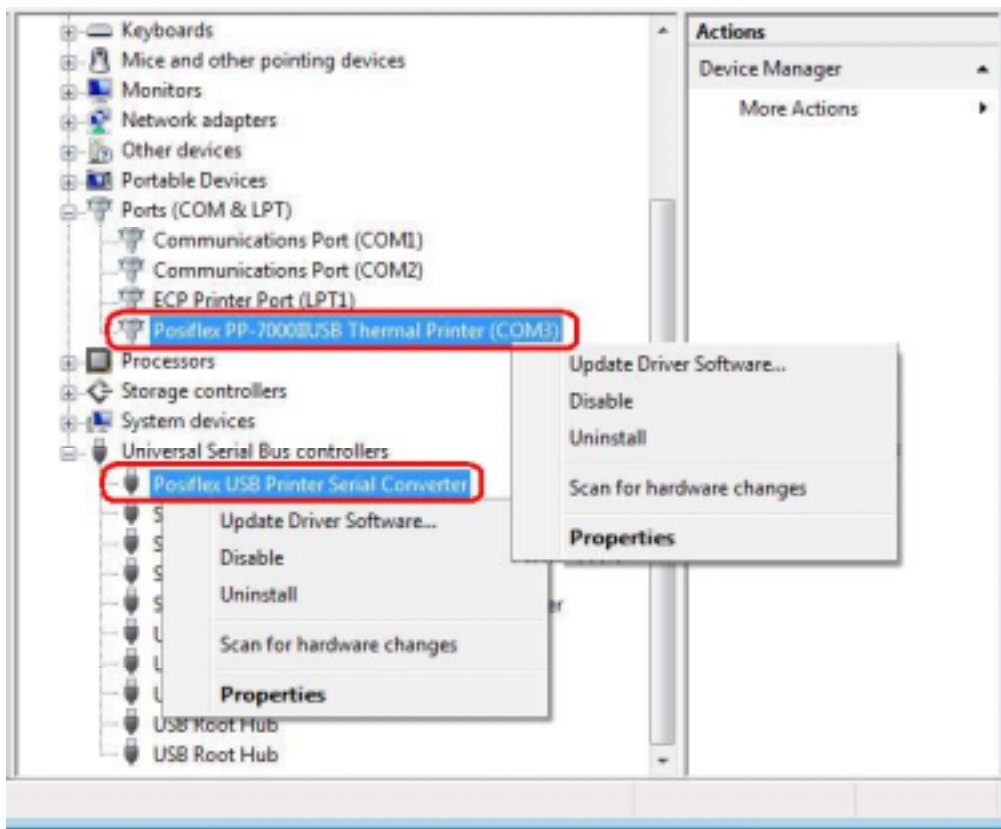 Keyboards
Mice and other pointing devices
Monitors
Network adapters
Other devices
Portable Devices
Ports (COM & LPT)
Communications Port (COM1)
Communications Port (COM2)
ECP Printer Port (LPT1)
Posiflex PP-7000IIUSB Thermal Printer (COM3)
Processors
Storage controllers
System devices
Universal Serial Bus controllers
Posiflex USB Printer Serial Converter
USB Root Hub
USB Root Hub
Update Driver Software...
Disable
Uninstall
Scan for hardware changes
Properties
Update Driver Software...
Disable
Uninstall
Scan for hardware changes
Properties
Actions
Device Manager
More Actions